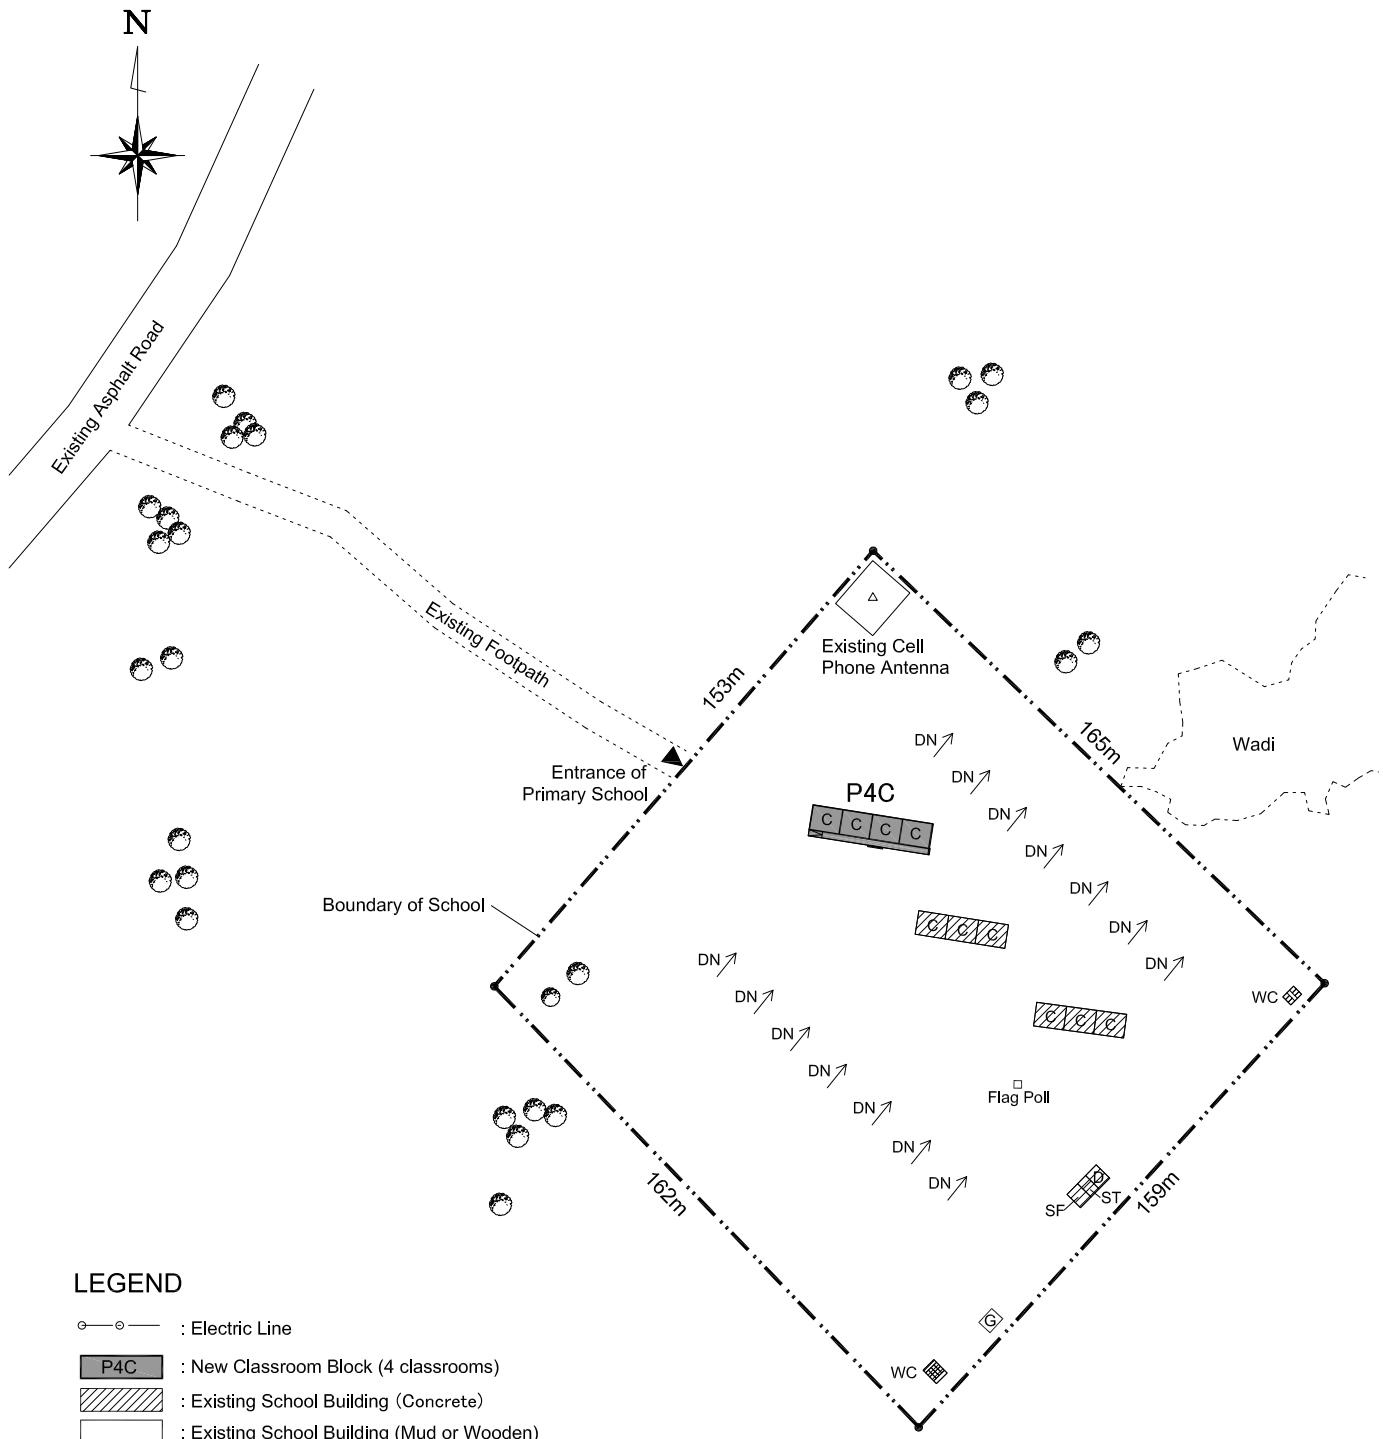 N
Existing Asphalt Road
Existing Footpath
Existing Cell
Phone Antenna
153m
165m
Wadi
Entrance of
Primary School
P4C
C C C C
DN
DN
DN
DN
DN
DN
DN
Boundary of School
C C C
DN
DN
DN
DN
DN
DN
DN
WC
C C C
Flag Poll
162m
159m
D
SF
ST
G
WC
LEGEND
: Electric Line
P4C : New Classroom Block (4 classrooms)
: Existing School Building (Concrete)
: Existing School Building (Mud or Wooden)